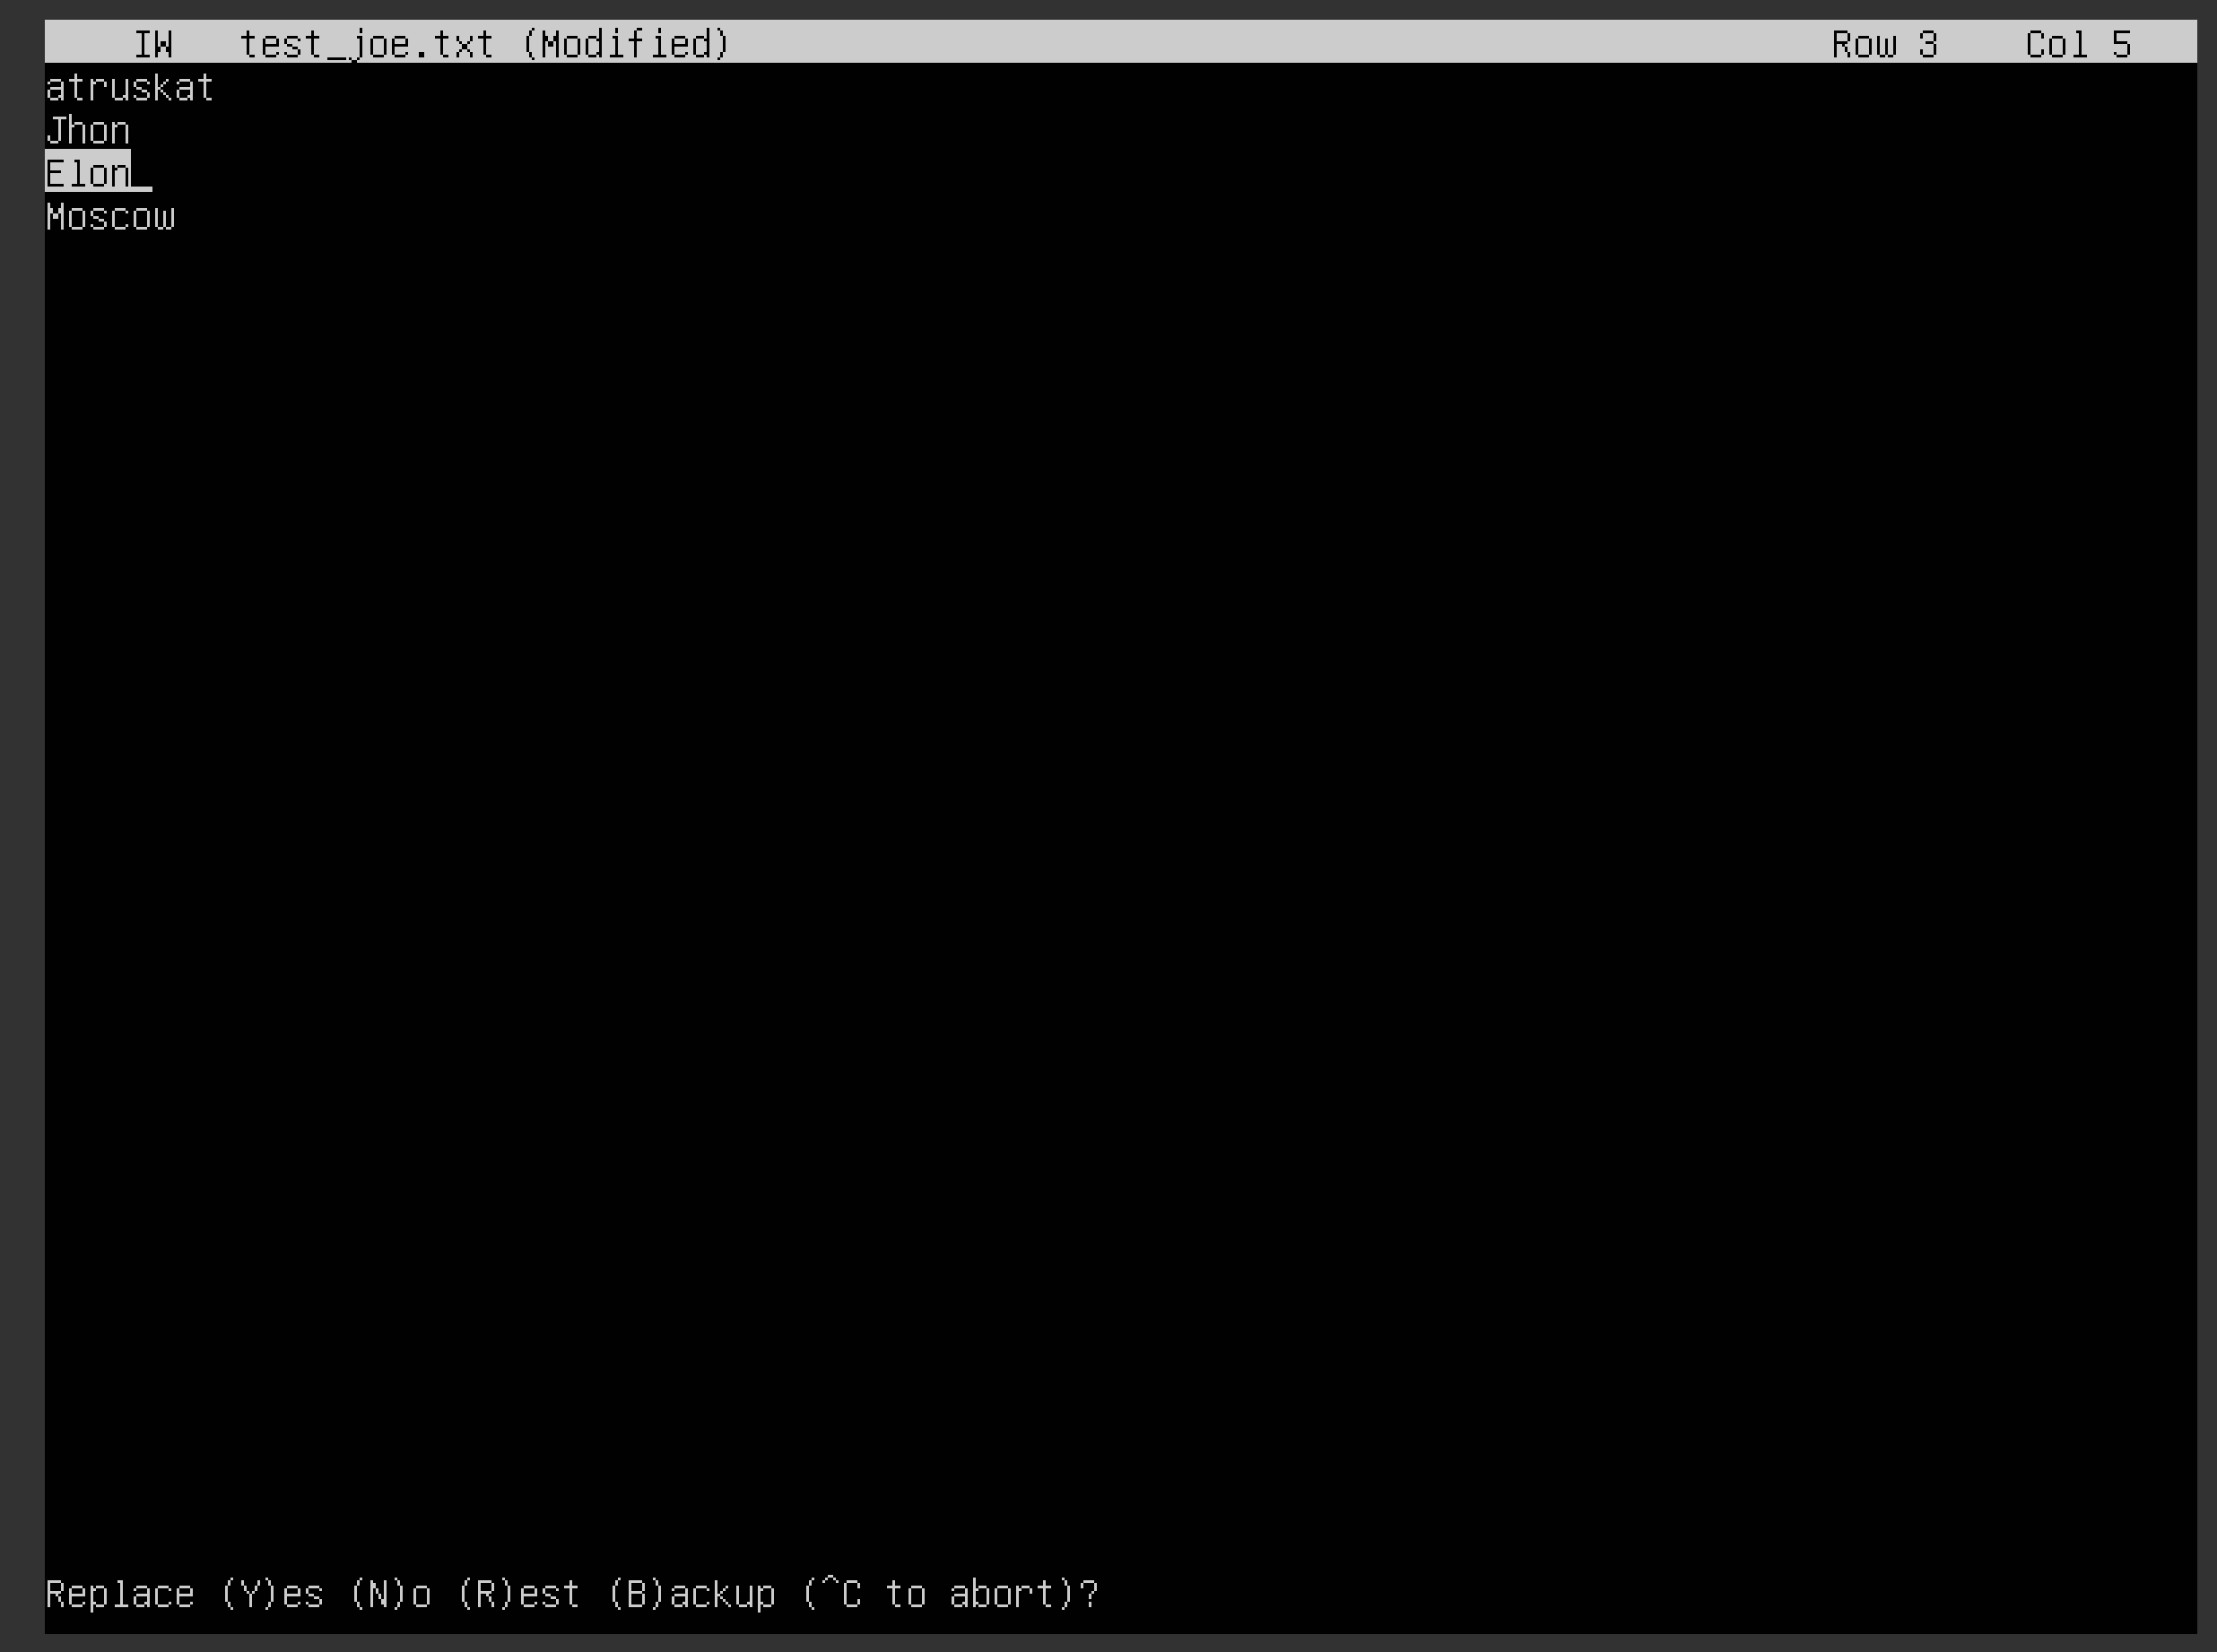 IW test_joe.txt (Modified) Row 3 Col 5
atruskat
Jhon
Elon
Moscow
Replace (Y)es (N)o (R)est (B)ackup (^C to abort)?